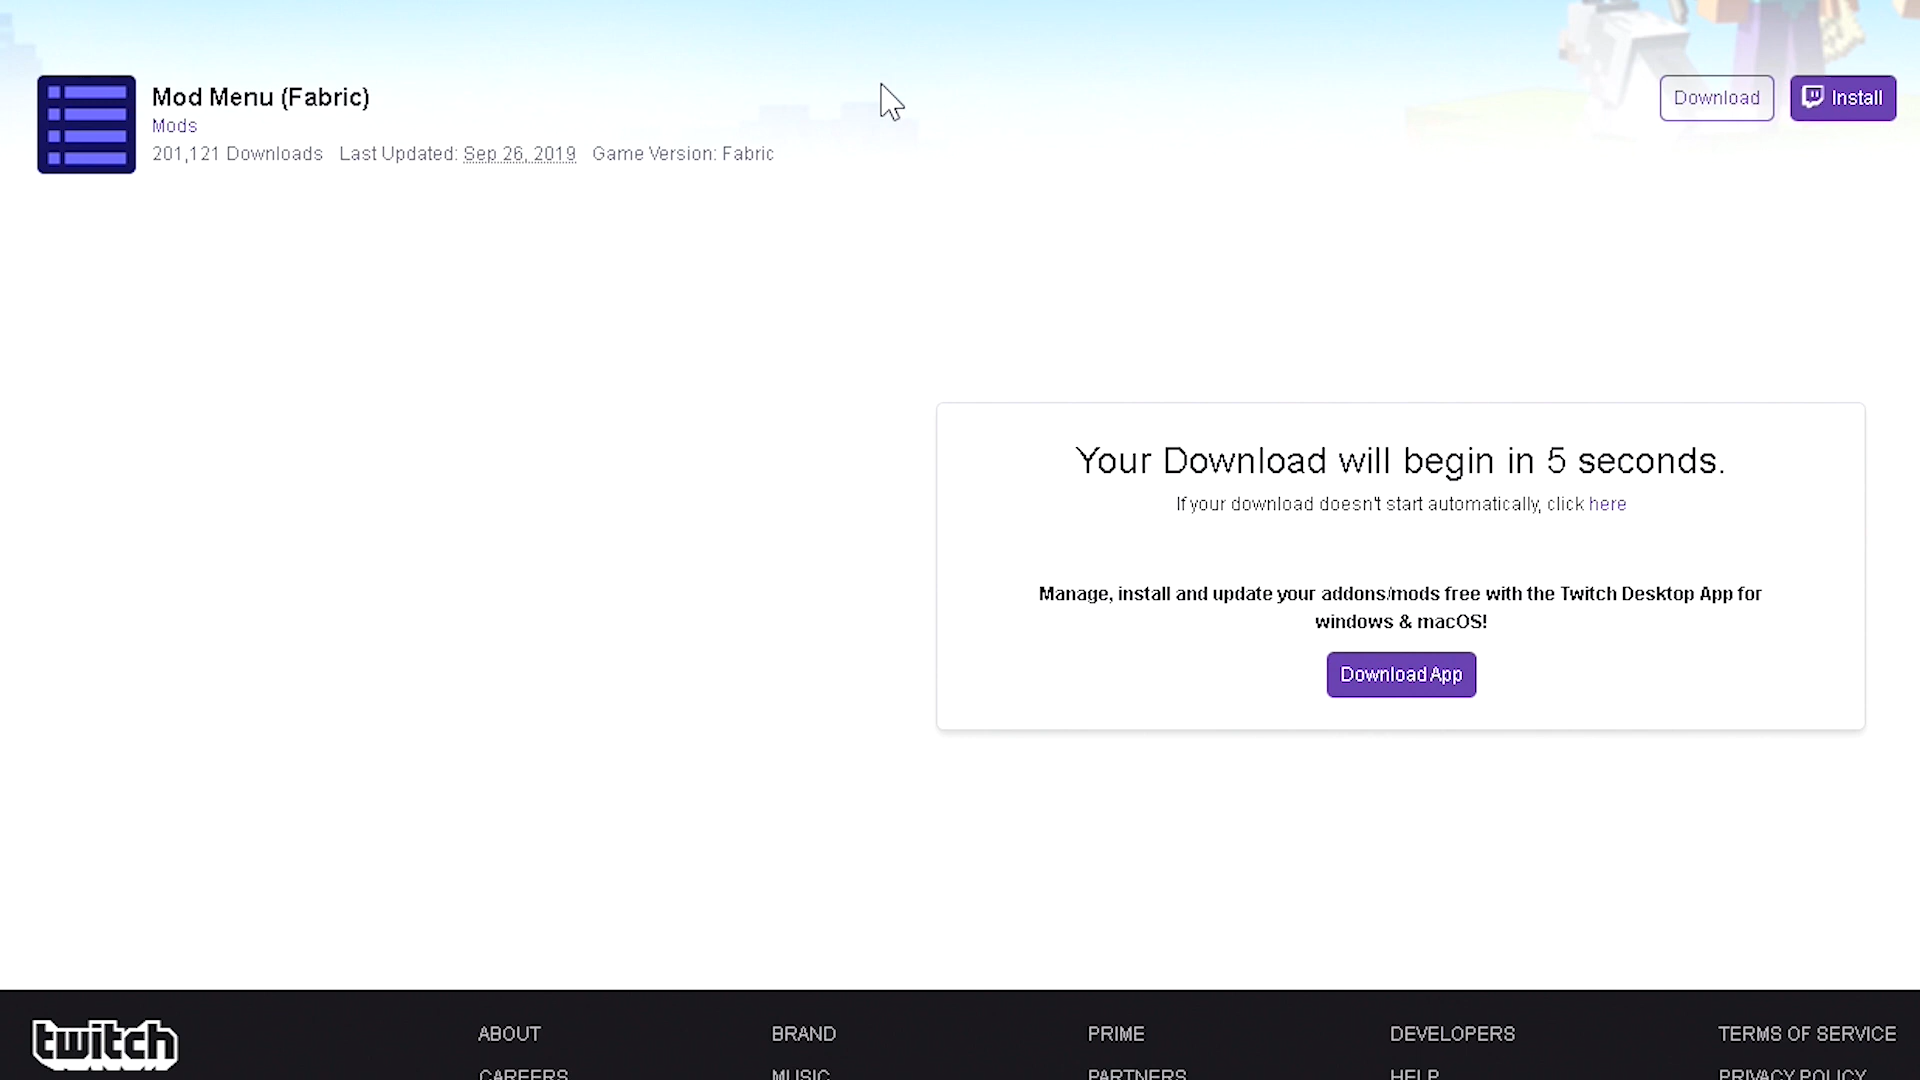 Mod Menu (Fabric)
Mods
201,121 Downloads Last Updated: Sep 26, 2019 Game Version: Fabric
Download
Install
Your Download will begin in 5 seconds.
If your download doesn't start automatically, click here
Manage, install and update your addons/mods free with the Twitch Desktop App for
windows & macOS!
Download App
twitch
ABOUT BRAND PRIME DEVELOPERS TERMS OF SERVICE
CAREERS MUSIC PARTNERS HELP PRIVACY POLICY